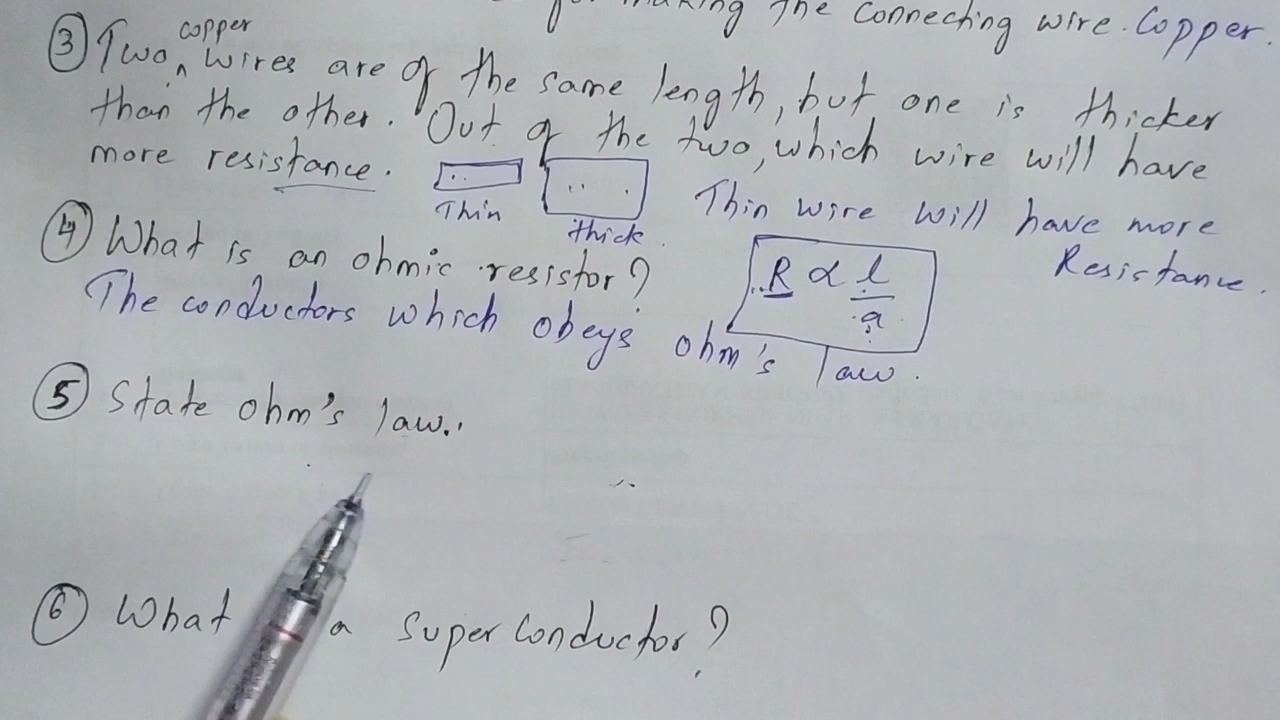 for making the connecting wire. Copper.
③ Two copper wires are of the same length, but one is thicker
than the other. Out of the two, which wire will have
more resistance.
Thin
thick.
Thin wire will have more
Resistance.
④ What is an ohmic resistor?
R ∝ l/a
The conductors which obeys ohm's law.
⑤ State ohm's law.
⑥ What a super conductor?